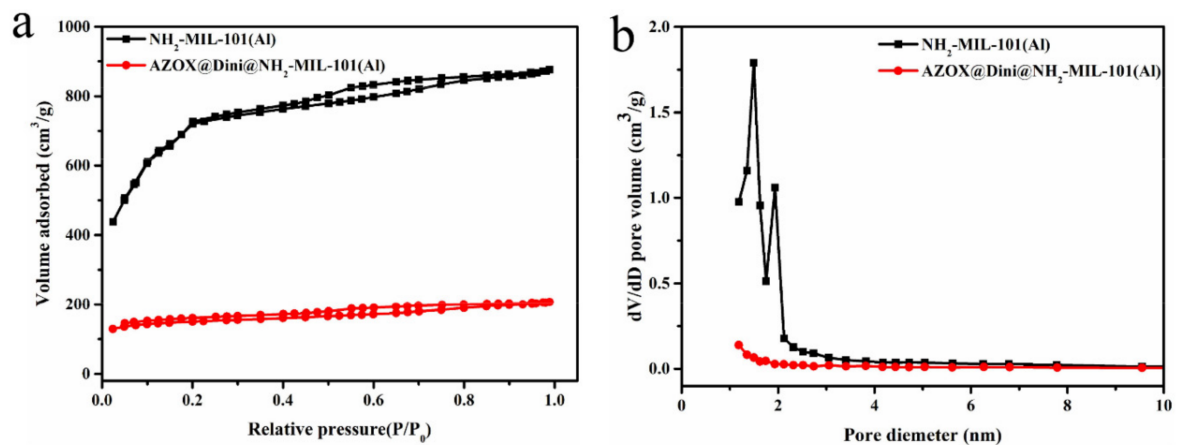 a
NH₂-MIL-101(Al)
AZOX@Dini@NH₂-MIL-101(Al)
Volume adsorbed (cm³/g)
1000
800
600
400
200
0
0.0 0.2 0.4 0.6 0.8 1.0
Relative pressure(P/P₀)
b
NH₂-MIL-101(Al)
AZOX@Dini@NH₂-MIL-101(Al)
dV/dD pore volume (cm³/g)
2.0
1.5
1.0
0.5
0.0
0 2 4 6 8 10
Pore diemeter (nm)